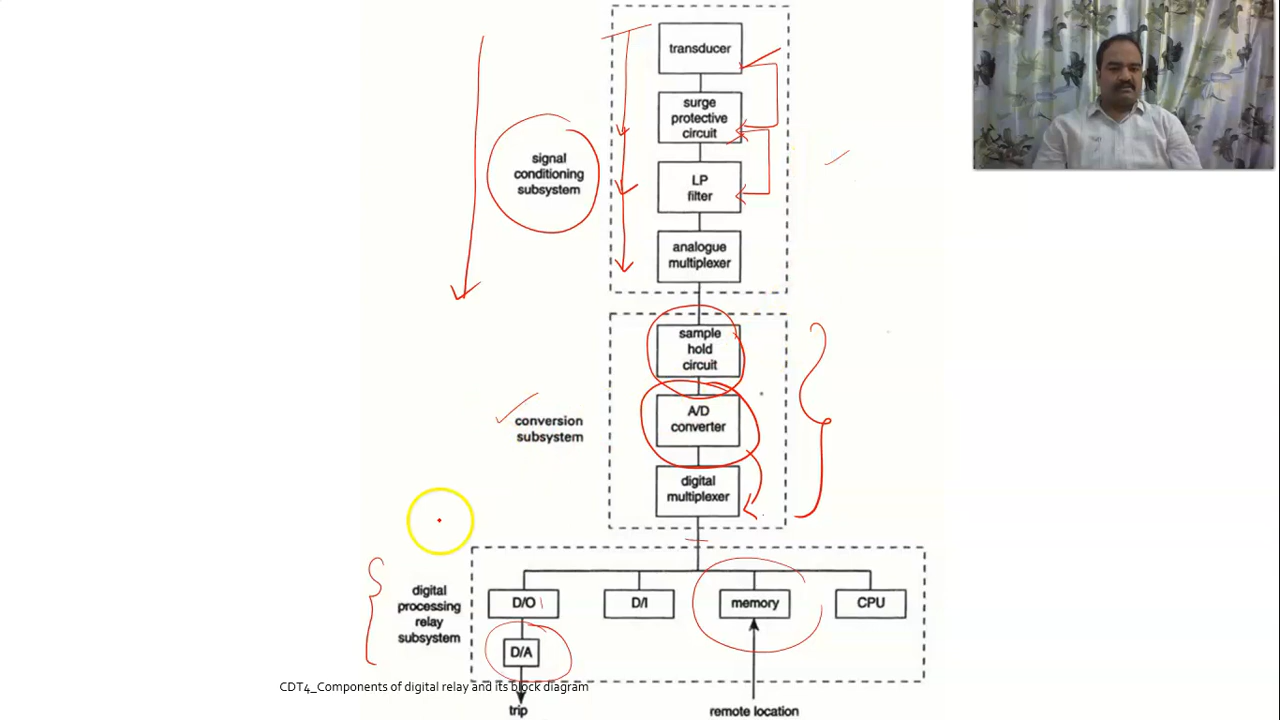 transducer
surge
protective
circuit
signal
conditioning
subsystem
LP
filter
analogue
multiplexer
sample
hold
circuit
A/D
converter
conversion
subsystem
digital
multiplexer
digital
processing
relay
subsystem
D/O
D/I
memory
CPU
D/A
CDT4_Components of digital relay and its block diagram
trip
remote location